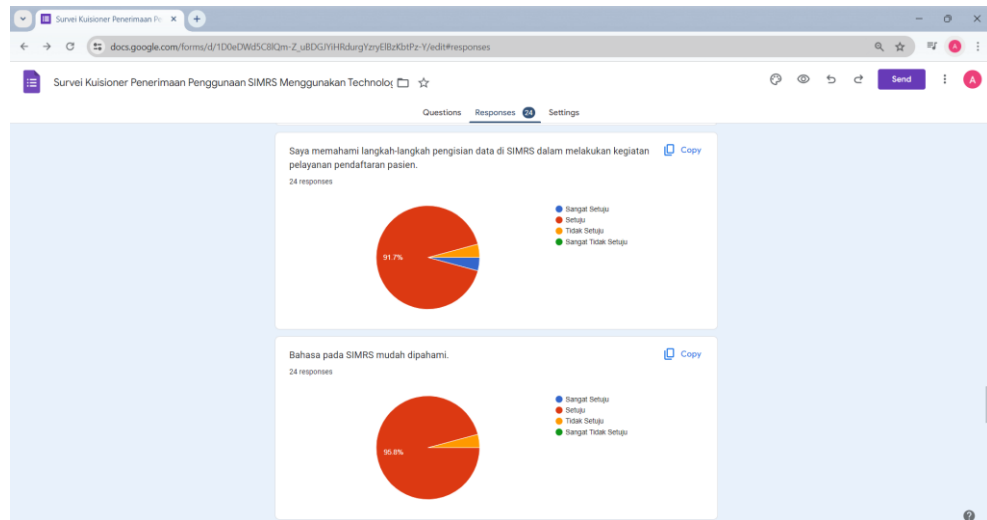 Survei Kuisioner Penerimaan Pe
docs.google.com/forms/d/1D0eDWd5C8lQm-Z_uBDGJYiHRdurgYzryElBzKbtPz-Y/edit#responses
A
Survei Kuisioner Penerimaan Penggunaan SIMRS Menggunakan Technolog
Send
A
Questions Responses 24 Settings
Saya memahami langkah-langkah pengisian data di SIMRS dalam melakukan kegiatan
pelayanan pendaftaran pasien.
Copy
24 responses
Sangat Setuju
Setuju
Tidak Setuju
Sangat Tidak Setuju
91.7%
Bahasa pada SIMRS mudah dipahami.
Copy
24 responses
Sangat Setuju
Setuju
Tidak Setuju
Sangat Tidak Setuju
95.8%